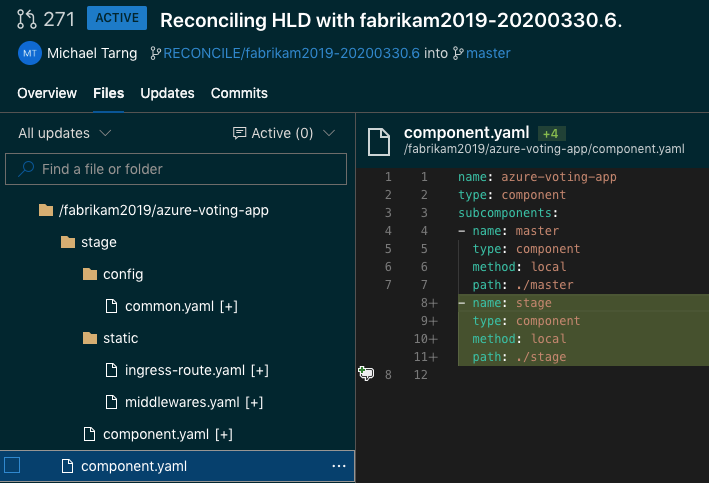 271 ACTIVE Reconciling HLD with fabrikam2019-20200330.6.
MT Michael Tarng RECONCILE/fabrikam2019-20200330.6 into master
Overview Files Updates Commits
All updates Active (0)
Find a file or folder
/fabrikam2019/azure-voting-app
stage
config
common.yaml [+]
static
ingress-route.yaml [+]
middlewares.yaml [+]
component.yaml [+]
component.yaml ...
component.yaml +4
/fabrikam2019/azure-voting-app/component.yaml
1 1 name: azure-voting-app
2 2 type: component
3 3 subcomponents:
4 4 - name: master
5 5 type: component
6 6 method: local
7 7 path: ./master
8+ - name: stage
9+ type: component
10+ method: local
11+ path: ./stage
8 12